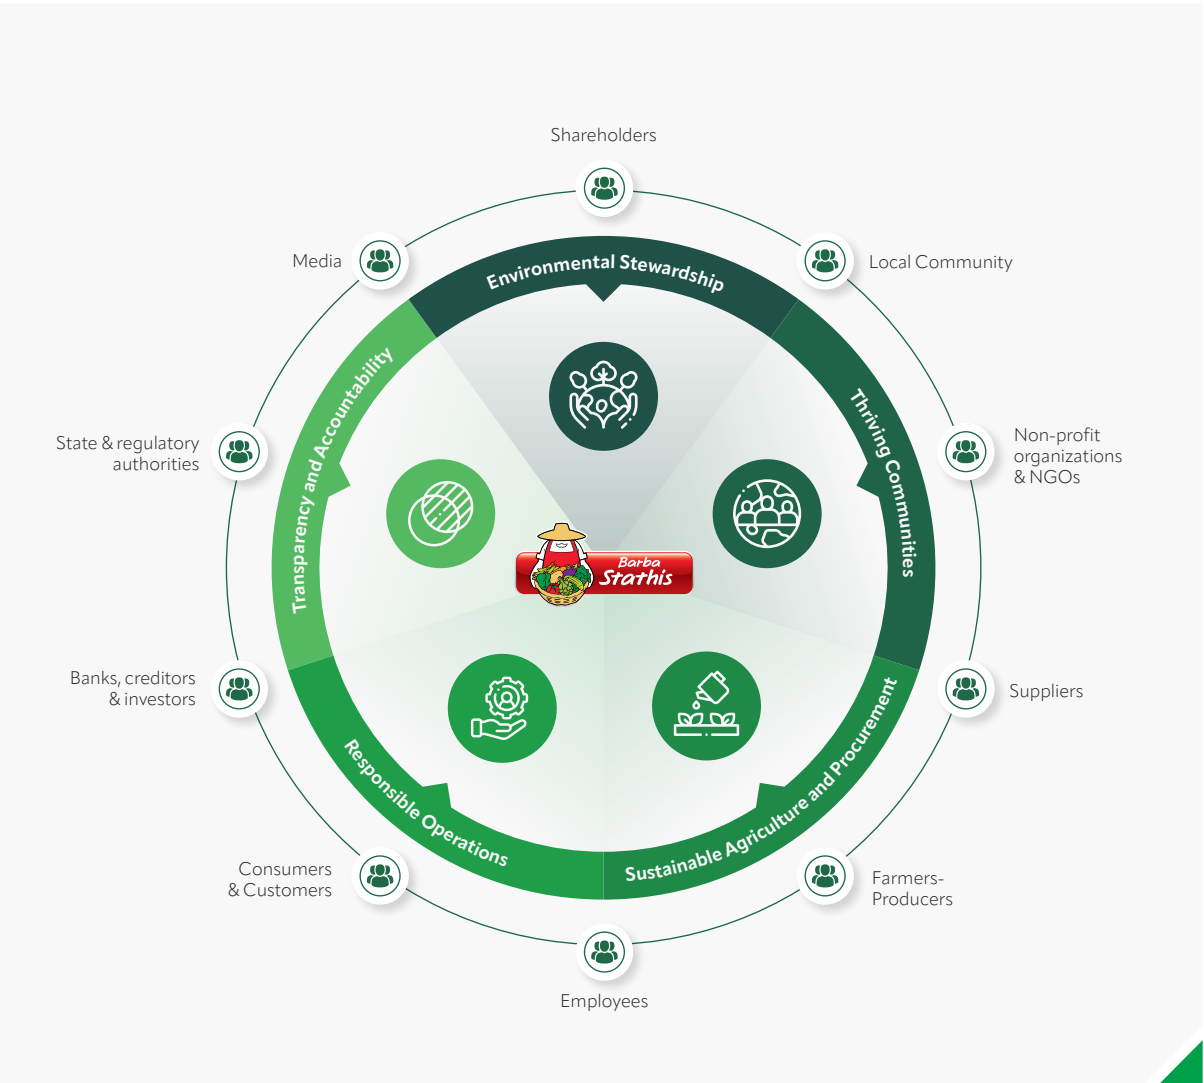 Shareholders
Media
Local Community
Environmental Stewardship
Transparency and Accountability
Thriving Communities
State & regulatory
authorities
Non-profit
organizations
& NGOs
Barba
Stathis
Banks, creditors
& investors
Suppliers
Responsible Operations
Sustainable Agriculture and Procurement
Consumers
& Customers
Farmers-
Producers
Employees